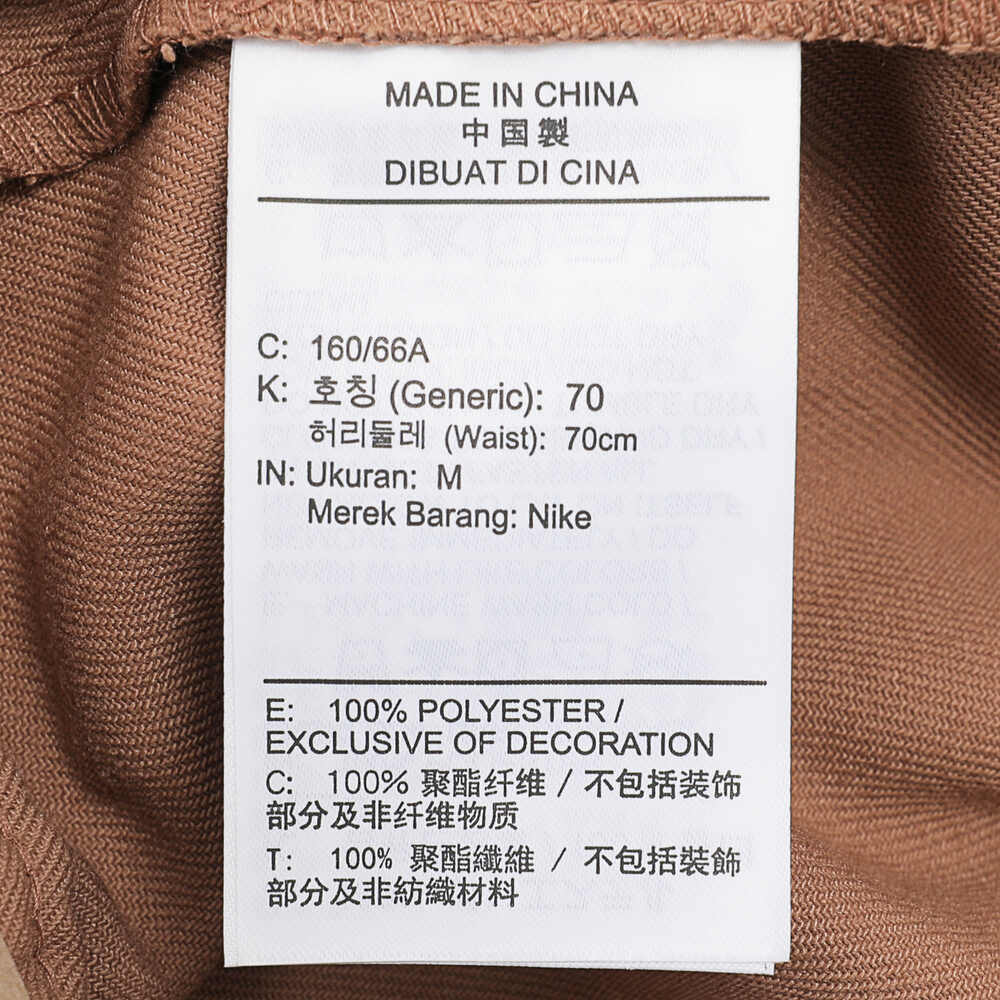 MADE IN CHINA
中国製
DIBUAT DI CINA
C: 160/66A
K: 호칭 (Generic): 70
허리둘레 (Waist): 70cm
IN: Ukuran: M
Merek Barang: Nike
E: 100% POLYESTER /
EXCLUSIVE OF DECORATION
C: 100% 聚酯纤维 / 不包括装饰
部分及非纤维物质
T: 100% 聚酯纖維 / 不包括裝飾
部分及非紡織材料